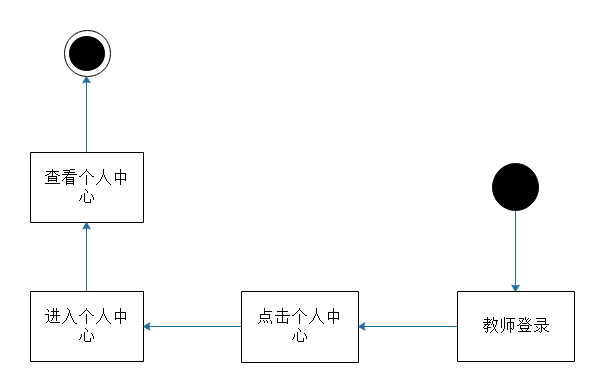 查看个人中
心
进入个人中
心
点击个人中
心
教师登录